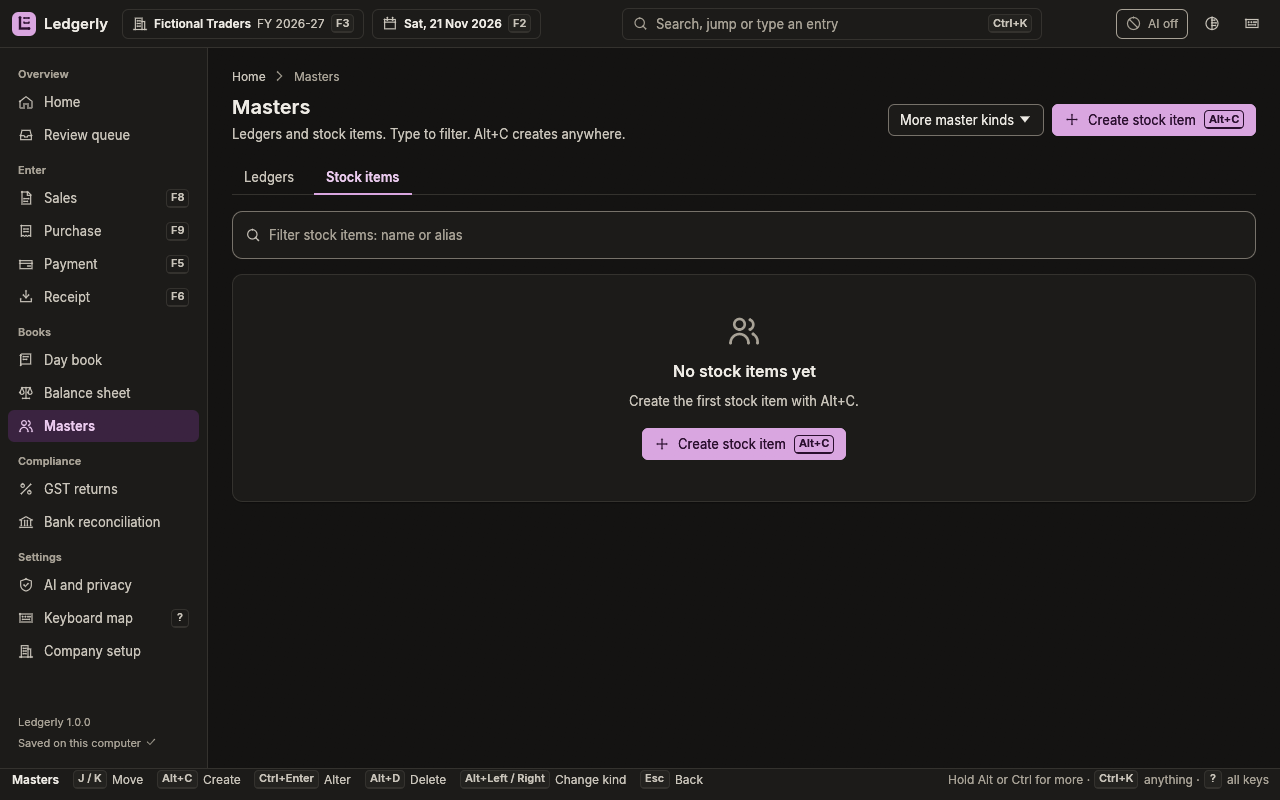 Ledgerly
Fictional Traders FY 2026-27 F3
Sat, 21 Nov 2026 F2
Search, jump or type an entry Ctrl+K
AI off
Overview
Home
Review queue
Enter
Sales F8
Purchase F9
Payment F5
Receipt F6
Books
Day book
Balance sheet
Masters
Compliance
GST returns
Bank reconciliation
Settings
AI and privacy
Keyboard map ?
Company setup
Ledgerly 1.0.0
Saved on this computer
Home Masters
Masters
Ledgers and stock items. Type to filter. Alt+C creates anywhere.
More master kinds
Create stock item Alt+C
Ledgers Stock items
Filter stock items: name or alias
No stock items yet
Create the first stock item with Alt+C.
Create stock item Alt+C
Masters J / K Move Alt+C Create Ctrl+Enter Alter Alt+D Delete Alt+Left / Right Change kind Esc Back
Hold Alt or Ctrl for more · Ctrl+K anything · ? all keys